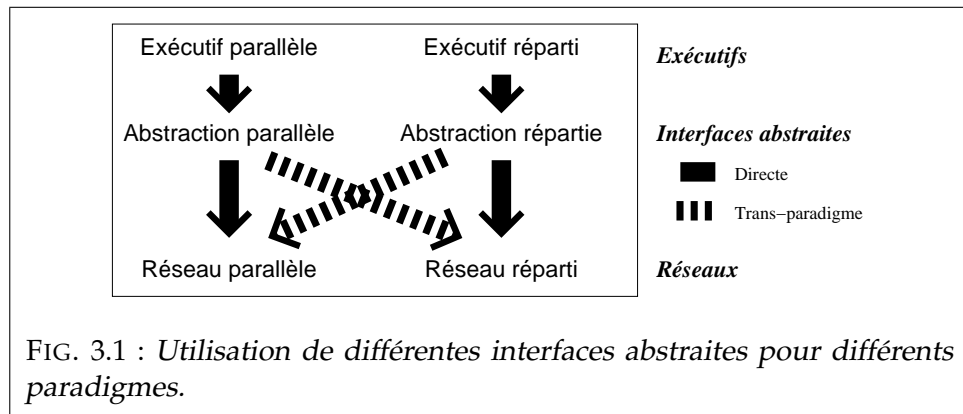 Exécutif parallèle Exécutif réparti Exécutifs
Abstraction parallèle Abstraction répartie Interfaces abstraites
Directe
Trans−paradigme
Réseau parallèle Réseau réparti Réseaux
FIG. 3.1 : Utilisation de différentes interfaces abstraites pour différents
paradigmes.